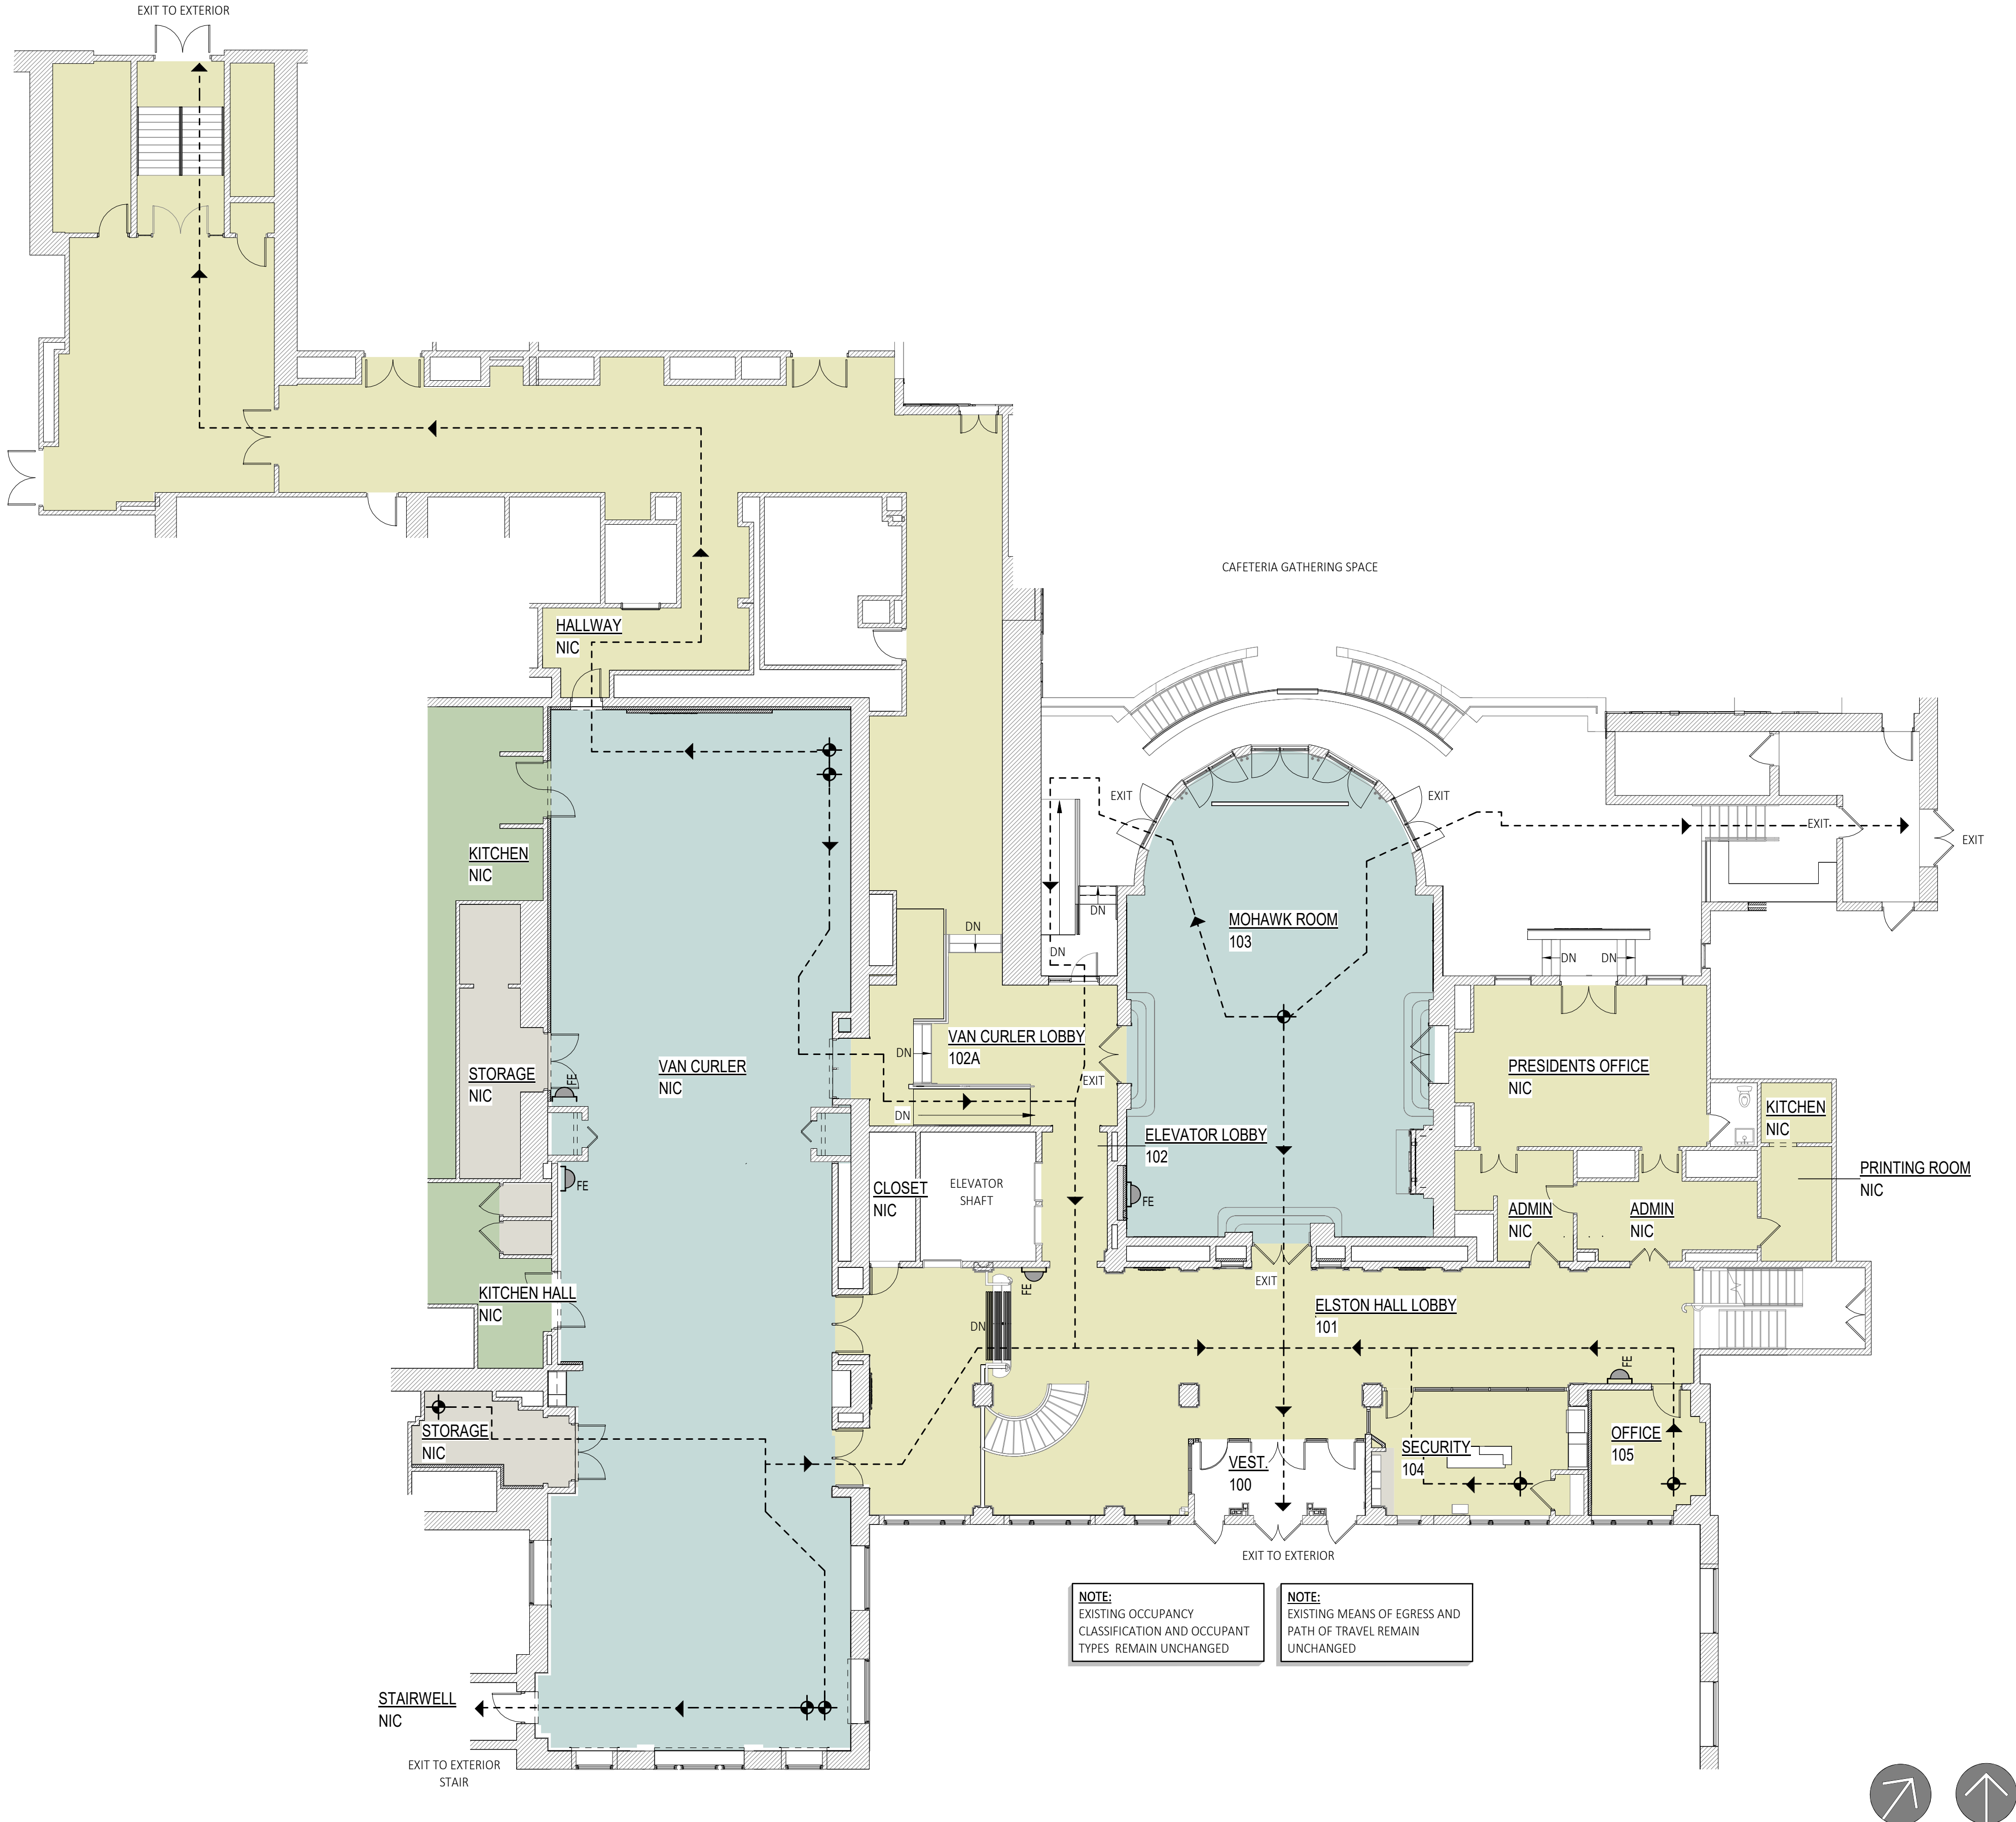 EXIT TO EXTERIOR
CAFETERIA GATHERING SPACE
HALLWAY
NIC
EXIT
EXIT
EXIT
EXIT
KITCHEN
NIC
DN
MOHAWK ROOM
103
DN
DN
DN
DN
VAN CURLER LOBBY
102A
DN
EXIT
VAN CURLER
NIC
STORAGE
NIC
FE
PRESIDENTS OFFICE
NIC
KITCHEN
NIC
DN
ELEVATOR LOBBY
102
PRINTING ROOM
NIC
CLOSET
NIC
ELEVATOR
SHAFT
FE
FE
ADMIN
NIC
ADMIN
NIC
EXIT
KITCHEN HALL
NIC
FE
DN
ELSTON HALL LOBBY
101
FE
STORAGE
NIC
VEST.
100
SECURITY
104
OFFICE
105
EXIT TO EXTERIOR
NOTE:
EXISTING OCCUPANCY
CLASSIFICATION AND OCCUPANT
TYPES REMAIN UNCHANGED
NOTE:
EXISTING MEANS OF EGRESS AND
PATH OF TRAVEL REMAIN
UNCHANGED
STAIRWELL
NIC
EXIT TO EXTERIOR
STAIR